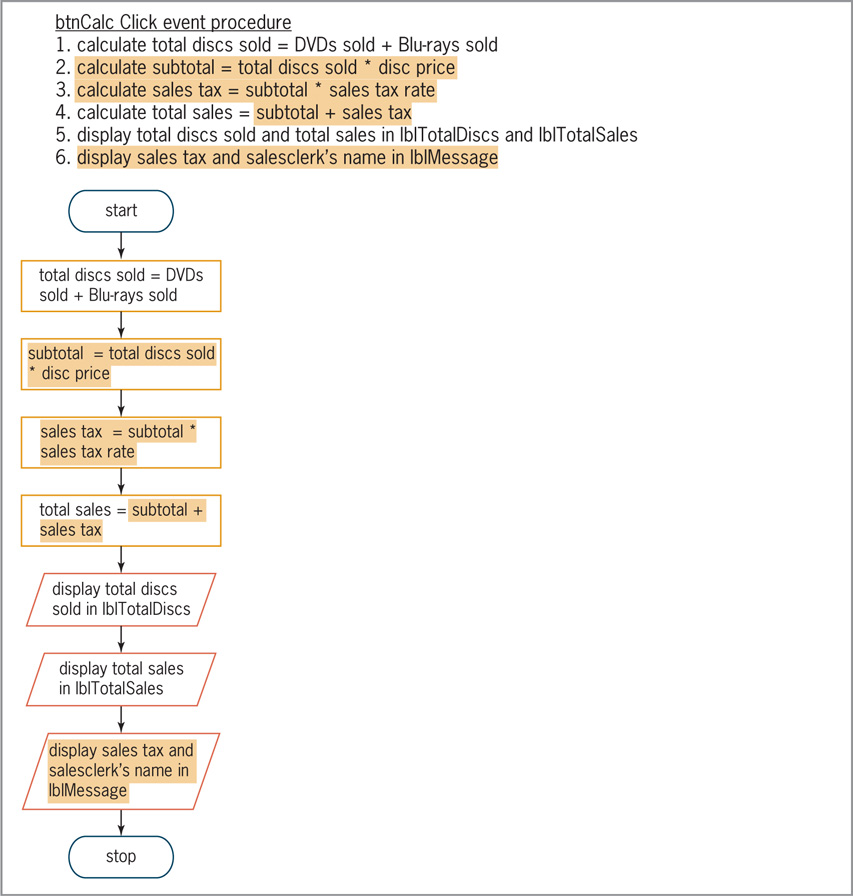 btnCalc Click event procedure
1. calculate total discs sold = DVDs sold + Blu-rays sold
2. calculate subtotal = total discs sold * disc price
3. calculate sales tax = subtotal * sales tax rate
4. calculate total sales = subtotal + sales tax
5. display total discs sold and total sales in lblTotalDiscs and lblTotalSales
6. display sales tax and salesclerk's name in lblMessage
start
total discs sold = DVDs
sold + Blu-rays sold
subtotal = total discs sold
* disc price
sales tax = subtotal *
sales tax rate
total sales = subtotal +
sales tax
display total discs
sold in lblTotalDiscs
display total sales
in lblTotalSales
display sales tax and
salesclerk's name in
lblMessage
stop